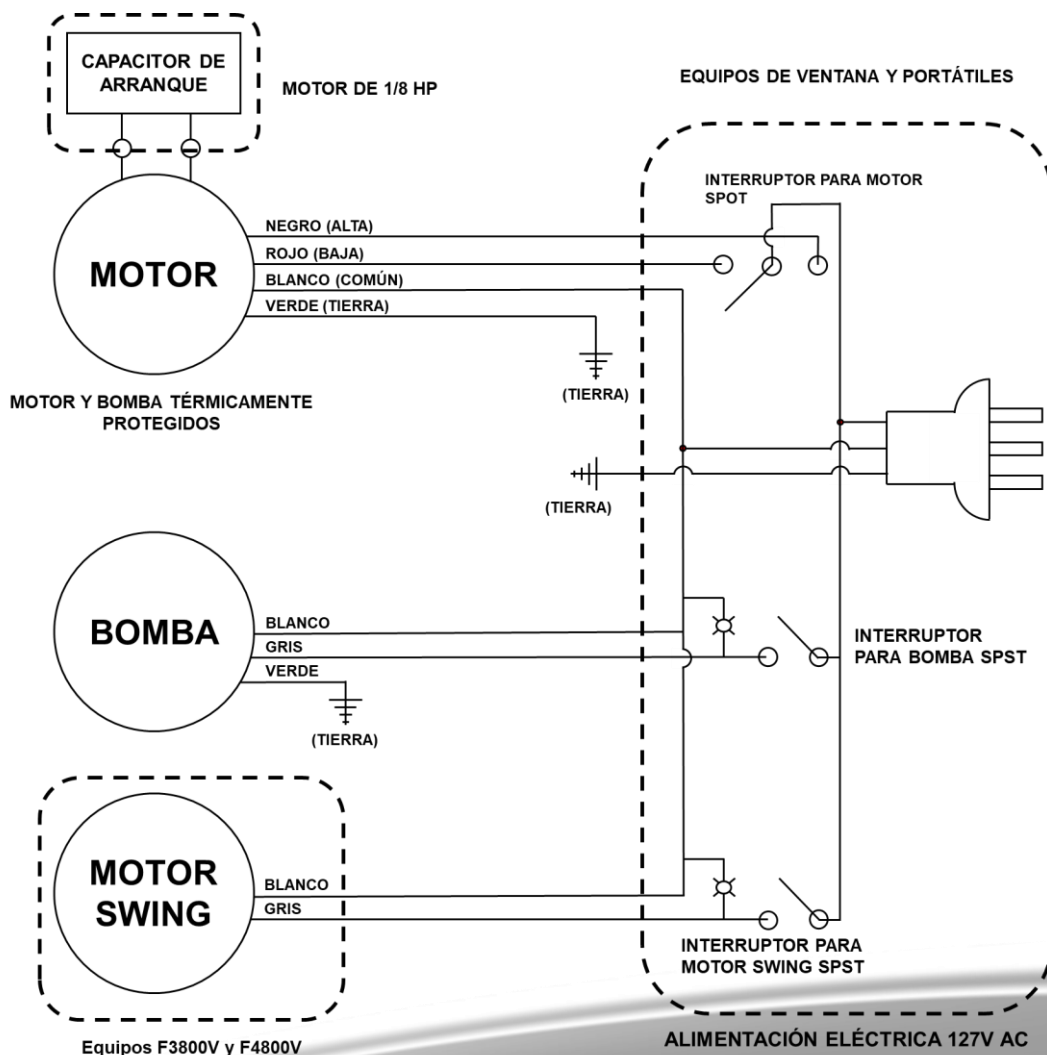 CAPACITOR DE
ARRANQUE
MOTOR DE 1/8 HP
EQUIPOS DE VENTANA Y PORTÁTILES
INTERRUPTOR PARA MOTOR
SPOT
NEGRO (ALTA)
ROJO (BAJA)
BLANCO (COMÚN)
VERDE (TIERRA)
MOTOR
(TIERRA)
MOTOR Y BOMBA TÉRMICAMENTE
PROTEGIDOS
(TIERRA)
BOMBA
BLANCO
GRIS
VERDE
(TIERRA)
INTERRUPTOR
PARA BOMBA SPST
MOTOR
SWING
BLANCO
GRIS
INTERRUPTOR PARA
MOTOR SWING SPST
Equipos F3800V y F4800V
ALIMENTACIÓN ELÉCTRICA 127V AC